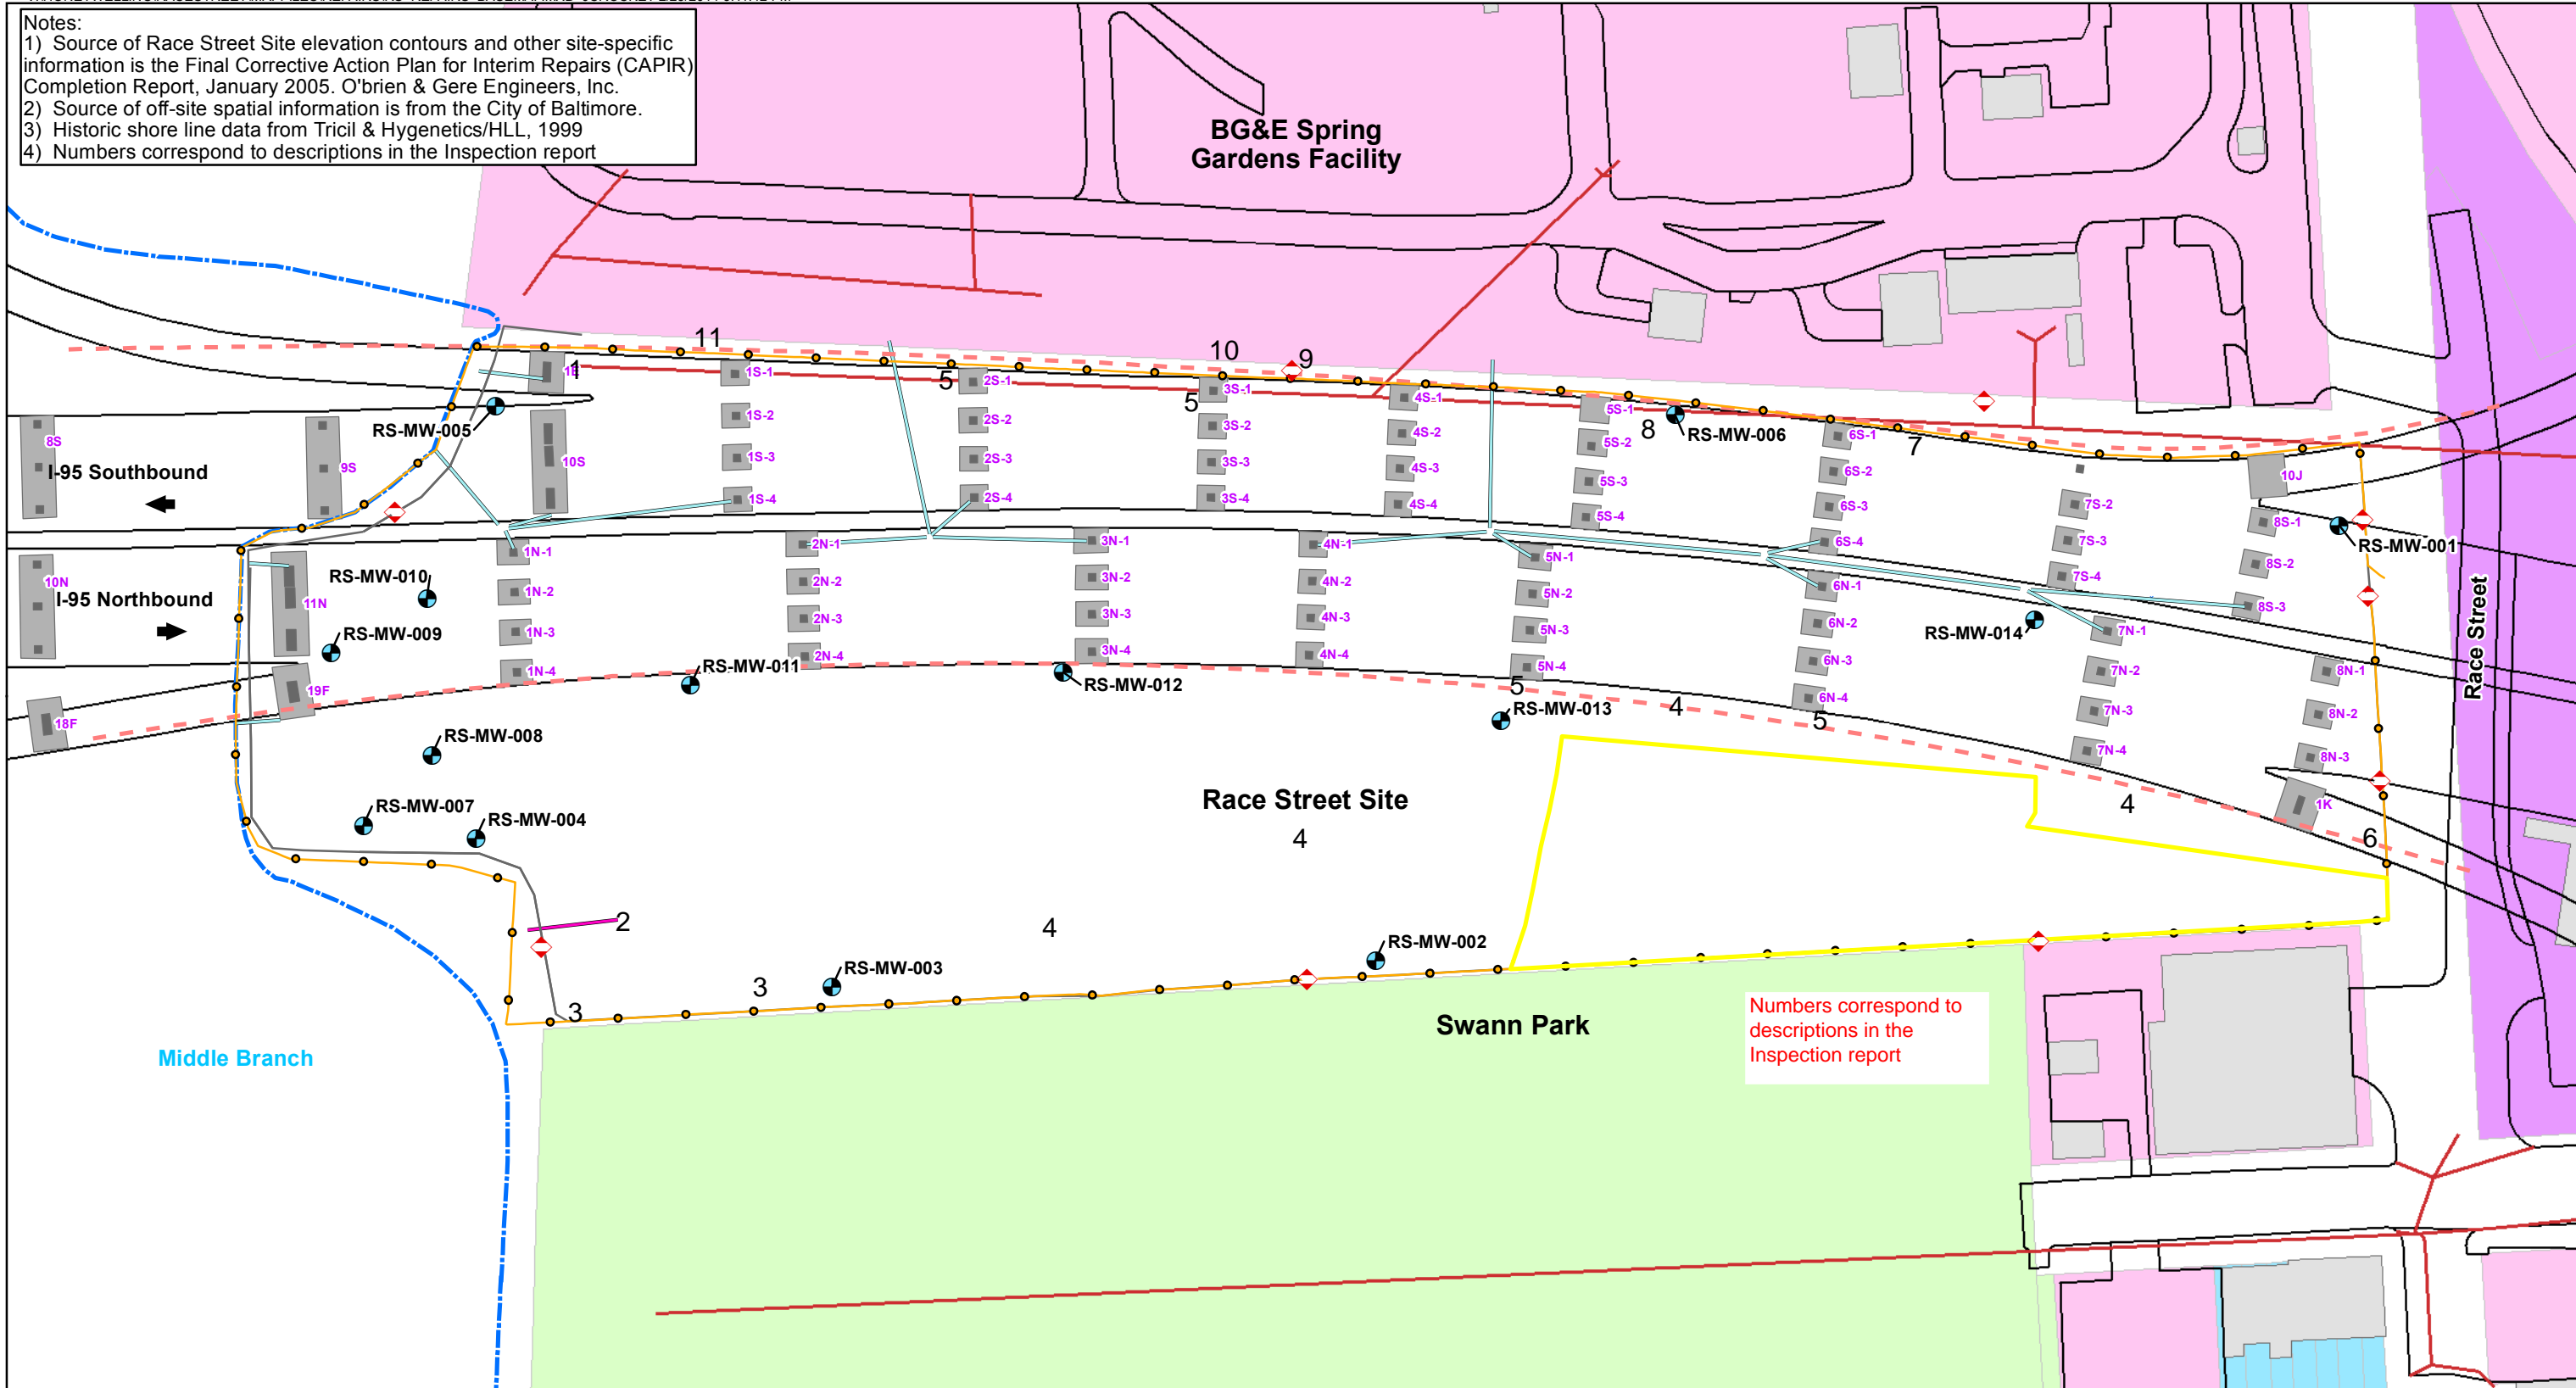 Notes:
1) Source of Race Street Site elevation contours and other site-specific
information is the Final Corrective Action Plan for Interim Repairs (CAPIR)
Completion Report, January 2005. O'brien & Gere Engineers, Inc.
2) Source of off-site spatial information is from the City of Baltimore.
3) Historic shore line data from Tricil & Hygenetics/HLL, 1999
4) Numbers correspond to descriptions in the Inspection report
BG&E Spring
Gardens Facility
11
10
9
1
5
5
8
7
1S-1
1S-2
1S-3
1S-4
2S-1
2S-2
2S-3
2S-4
3S-1
3S-2
3S-3
3S-4
4S-1
4S-2
4S-3
4S-4
5S-1
5S-2
5S-3
5S-4
6S-1
6S-2
6S-3
6S-4
7S-2
7S-3
7S-4
10J
8S-1
8S-2
8S-3
RS-MW-005
RS-MW-006
RS-MW-001
8S
9S
10S
I-95 Southbound
10N
11N
I-95 Northbound
RS-MW-010
RS-MW-009
1N-1
1N-2
1N-3
1N-4
2N-1
2N-2
2N-3
2N-4
3N-1
3N-2
3N-3
3N-4
4N-1
4N-2
4N-3
4N-4
5N-1
5N-2
5N-3
5N-4
6N-1
6N-2
6N-3
6N-4
7N-1
7N-2
7N-3
7N-4
8N-1
8N-2
8N-3
1K
RS-MW-014
Race Street
18F
19F
RS-MW-011
RS-MW-012
RS-MW-013
5
4
5
4
6
RS-MW-008
RS-MW-007
RS-MW-004
Race Street Site
4
2
4
3
3
RS-MW-003
RS-MW-002
Swann Park
Middle Branch
Numbers correspond to
descriptions in the
Inspection report